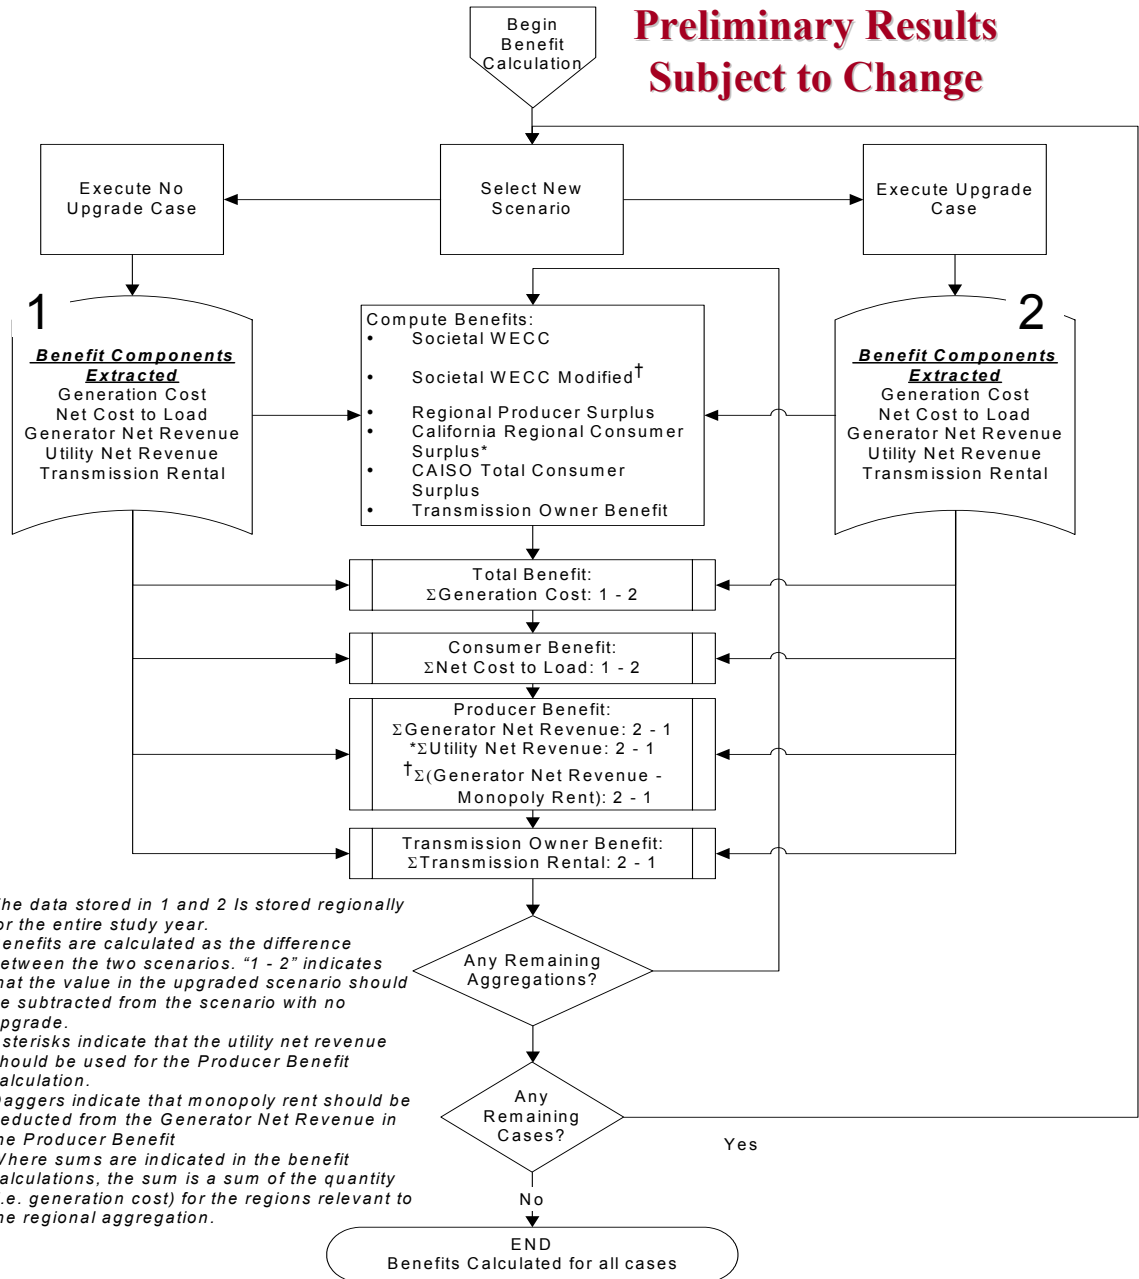 Begin
Benefit
Calculation
Preliminary Results
Subject to Change
Execute No
Upgrade Case
Select New
Scenario
Execute Upgrade
Case
1
Benefit Components
Extracted
Generation Cost
Net Cost to Load
Generator Net Revenue
Utility Net Revenue
Transmission Rental
Compute Benefits:
• Societal WECC
• Societal WECC Modified†
• Regional Producer Surplus
• California Regional Consumer
Surplus*
• CAISO Total Consumer
Surplus
• Transmission Owner Benefit
2
Benefit Components
Extracted
Generation Cost
Net Cost to Load
Generator Net Revenue
Utility Net Revenue
Transmission Rental
Total Benefit:
ΣGeneration Cost: 1 - 2
Consumer Benefit:
ΣNet Cost to Load: 1 - 2
Producer Benefit:
ΣGenerator Net Revenue: 2 - 1
*ΣUtility Net Revenue: 2 - 1
†Σ(Generator Net Revenue -
Monopoly Rent): 2 - 1
Transmission Owner Benefit:
ΣTransmission Rental: 2 - 1
Any Remaining
Aggregations?
Any
Remaining
Cases?
Yes
No
END
Benefits Calculated for all cases
he data stored in 1 and 2 Is stored regionally
or the entire study year.
enefits are calculated as the difference
etween the two scenarios. "1 - 2" indicates
hat the value in the upgraded scenario should
e subtracted from the scenario with no
pgrade.
sterisks indicate that the utility net revenue
hould be used for the Producer Benefit
alculation.
aggers indicate that monopoly rent should be
educted from the Generator Net Revenue in
he Producer Benefit
here sums are indicated in the benefit
alculations, the sum is a sum of the quantity
.e. generation cost) for the regions relevant to
he regional aggregation.